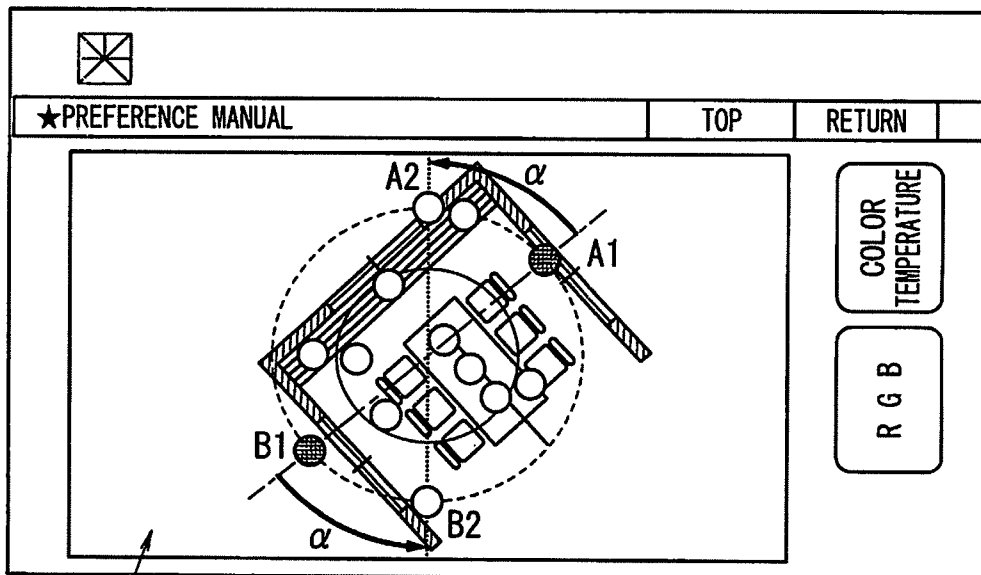 ★PREFERENCE MANUAL
TOP
RETURN
A2
α
A1
B1
α
B2
COLOR
TEMPERATURE
R G B